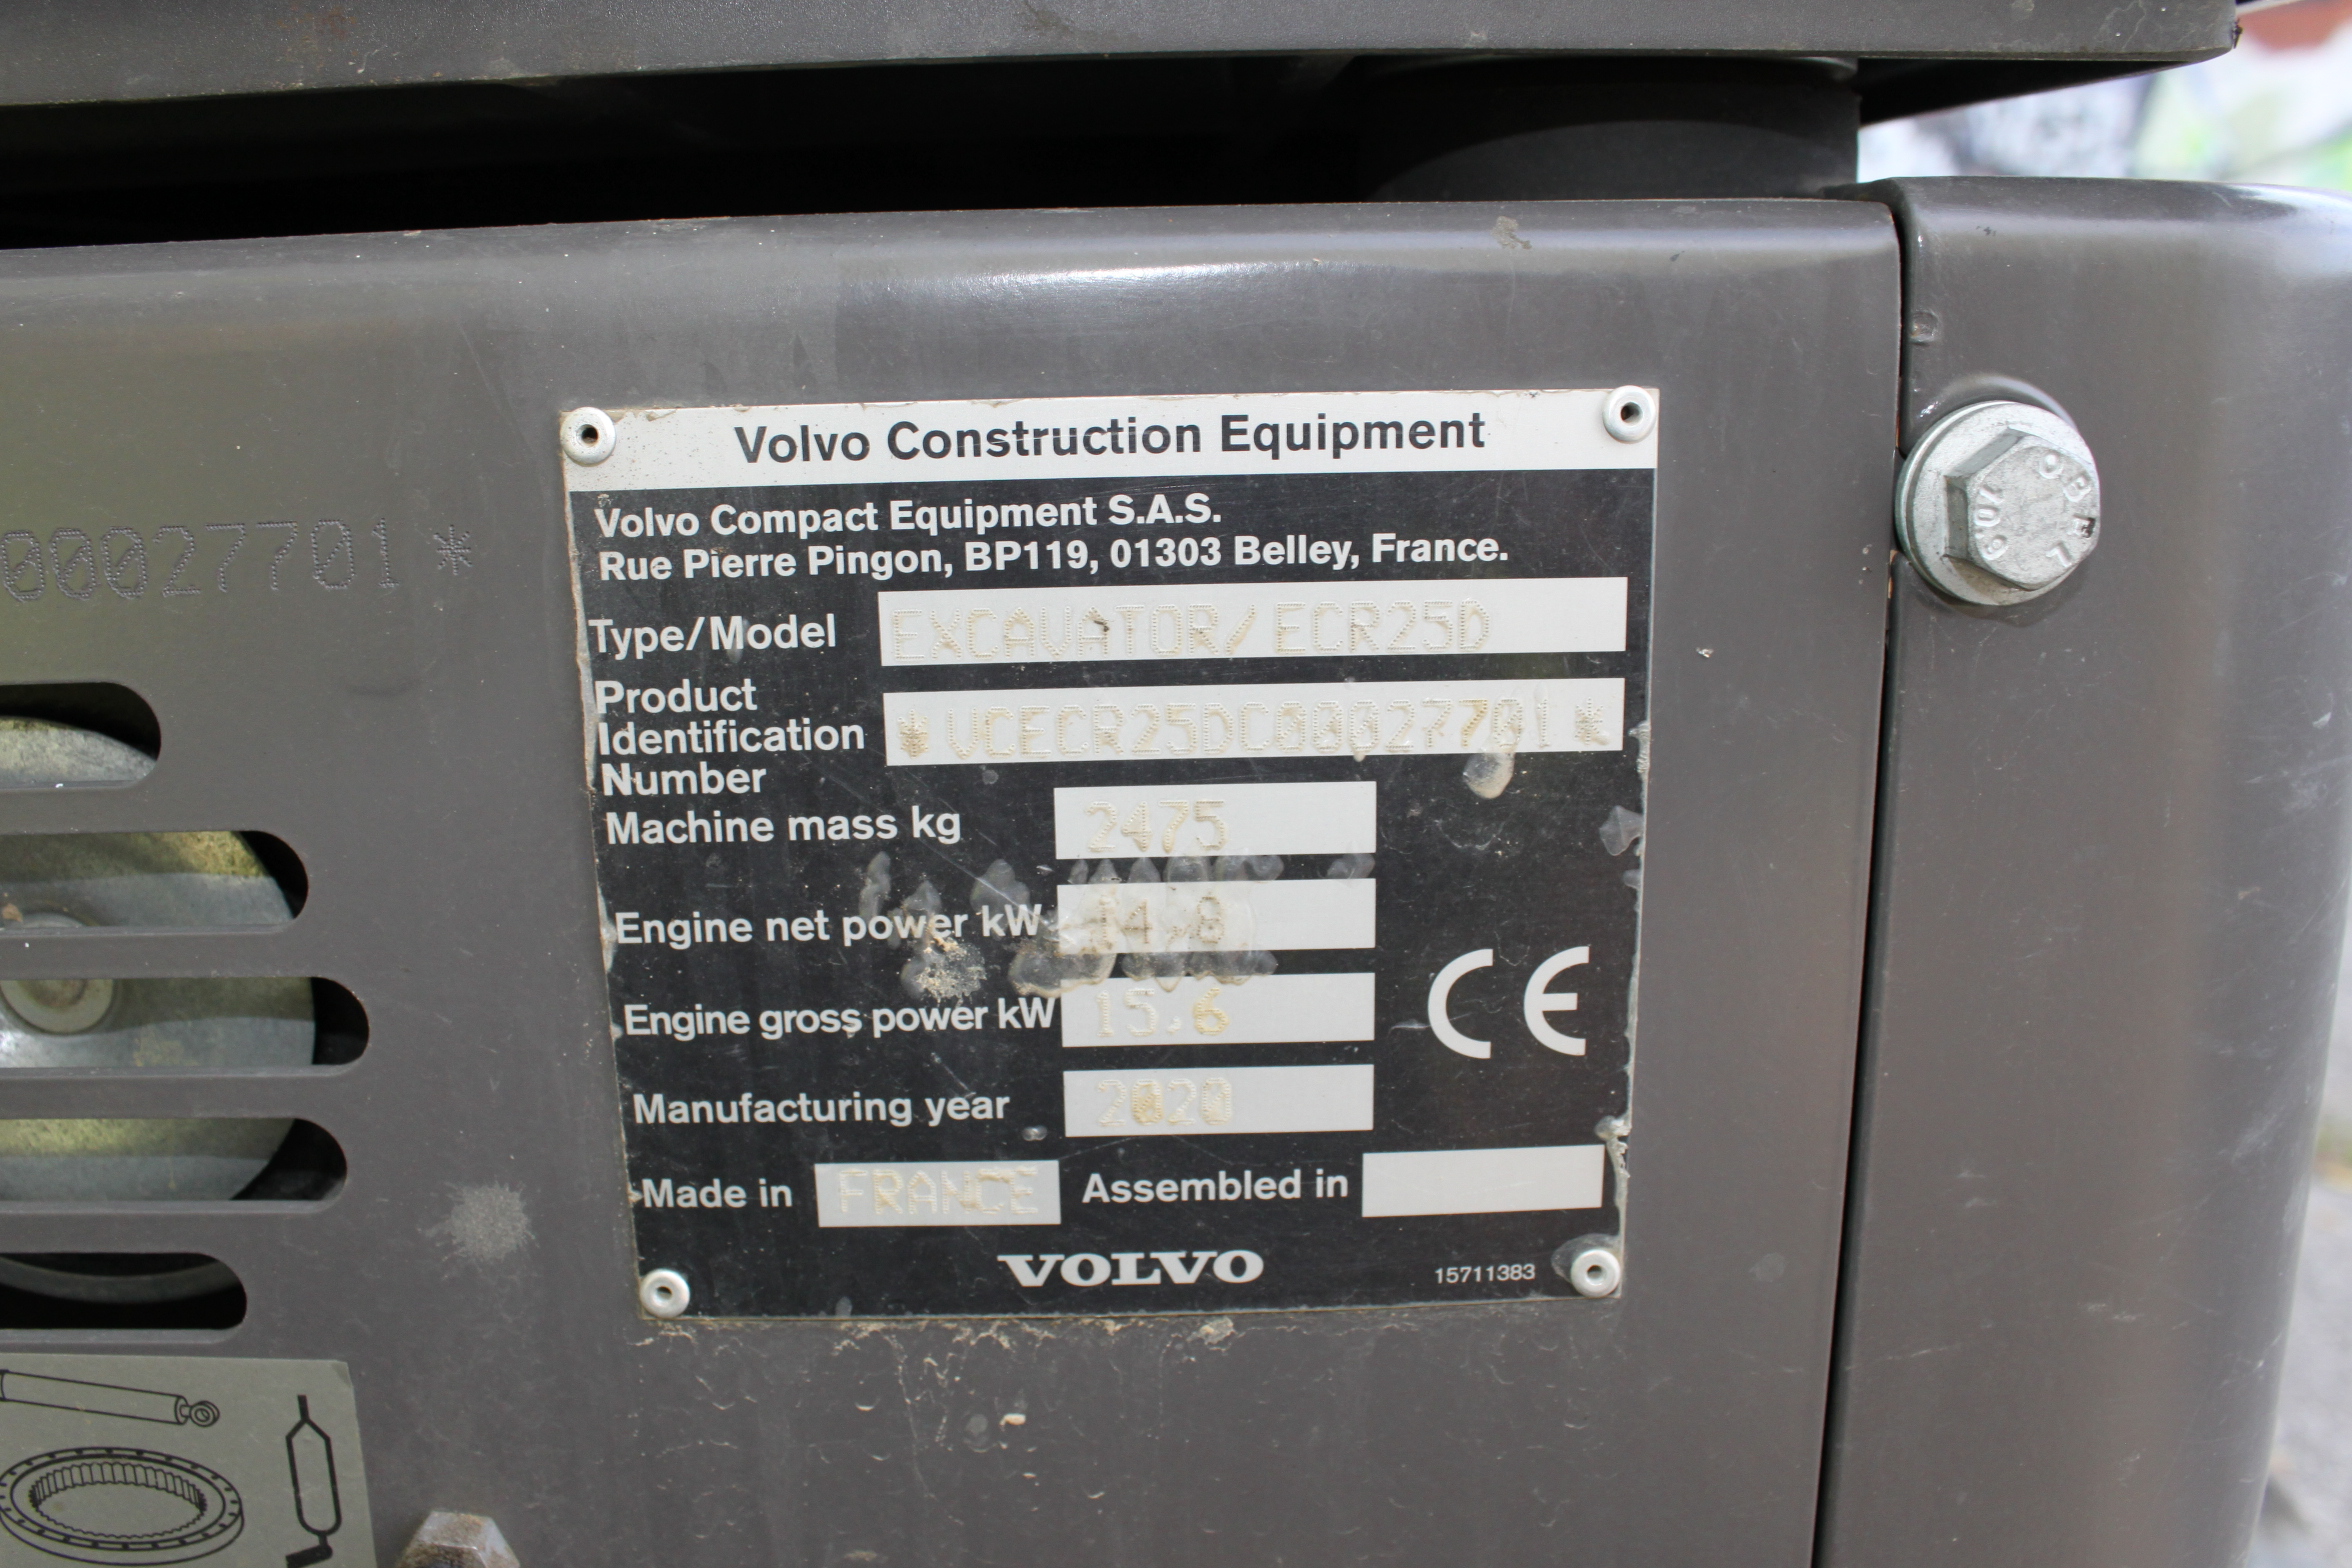 Volvo Construction Equipment
Volvo Compact Equipment S.A.S.
Rue Pierre Pingon, BP119, 01303 Belley, France.
00027701*
Type/Model EXCAVATOR/ECR25D
Product
Identification *VCECR25DC00027701*
Number
Machine mass kg 2475
Engine net power kW 14.8
Engine gross power kW 15.6
CE
Manufacturing year 2020
Made in FRANCE Assembled in
VOLVO 15711383